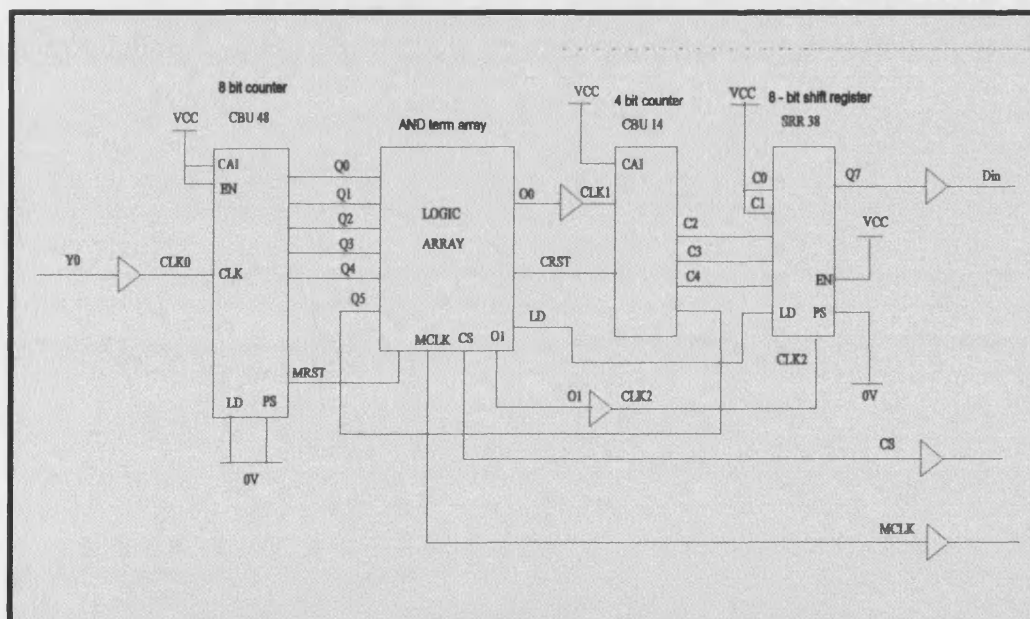 8 bit counter
CBU 48
VCC
CAI
EN
Y0
CLK0
CLK
Q0
Q1
Q2
Q3
Q4
Q5
MRST
LD PS
0V
AND term array
LOGIC
ARRAY
MCLK CS O1
O0
CLK1
CRST
LD
O1
CLK2
4 bit counter
CBU 14
VCC
CAI
C2
C3
C4
8 - bit shift register
SRR 38
VCC
C0
C1
Q7
Din
VCC
EN
LD PS
CLK2
0V
CS
MCLK